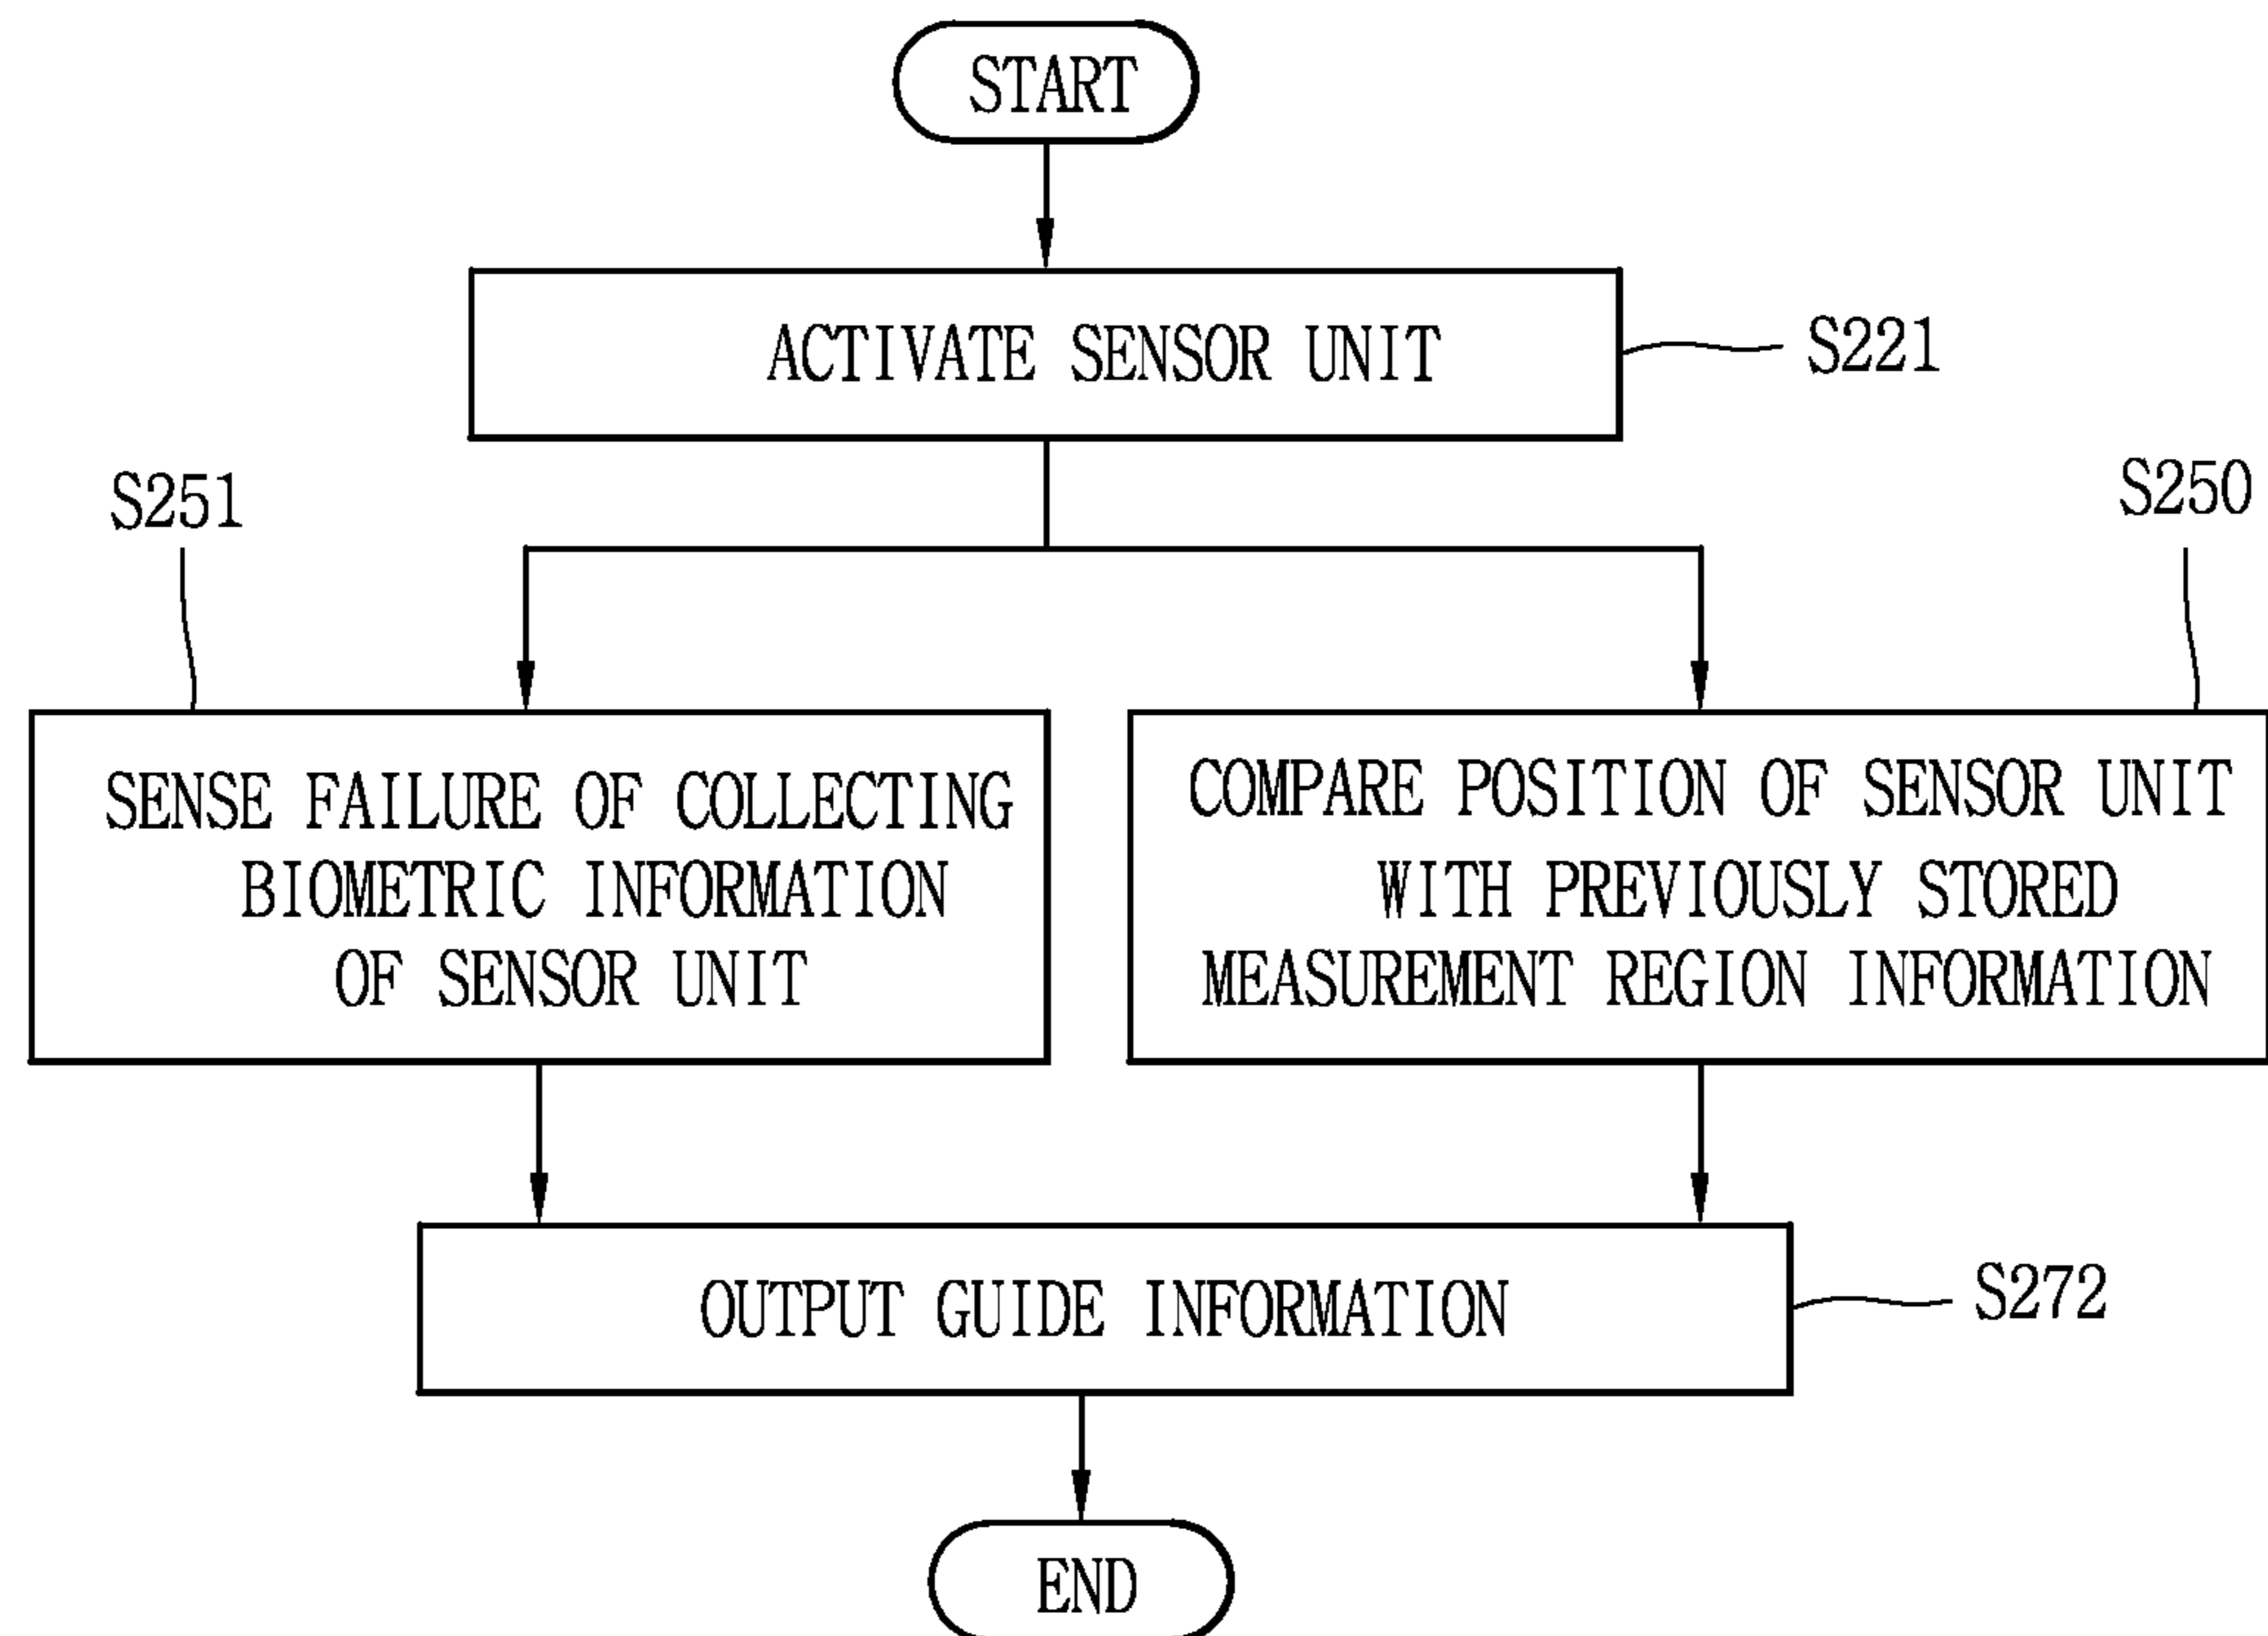 START
ACTIVATE SENSOR UNIT
S221
S251
S250
SENSE FAILURE OF COLLECTING
BIOMETRIC INFORMATION
OF SENSOR UNIT
COMPARE POSITION OF SENSOR UNIT
WITH PREVIOUSLY STORED
MEASUREMENT REGION INFORMATION
OUTPUT GUIDE INFORMATION
S272
END